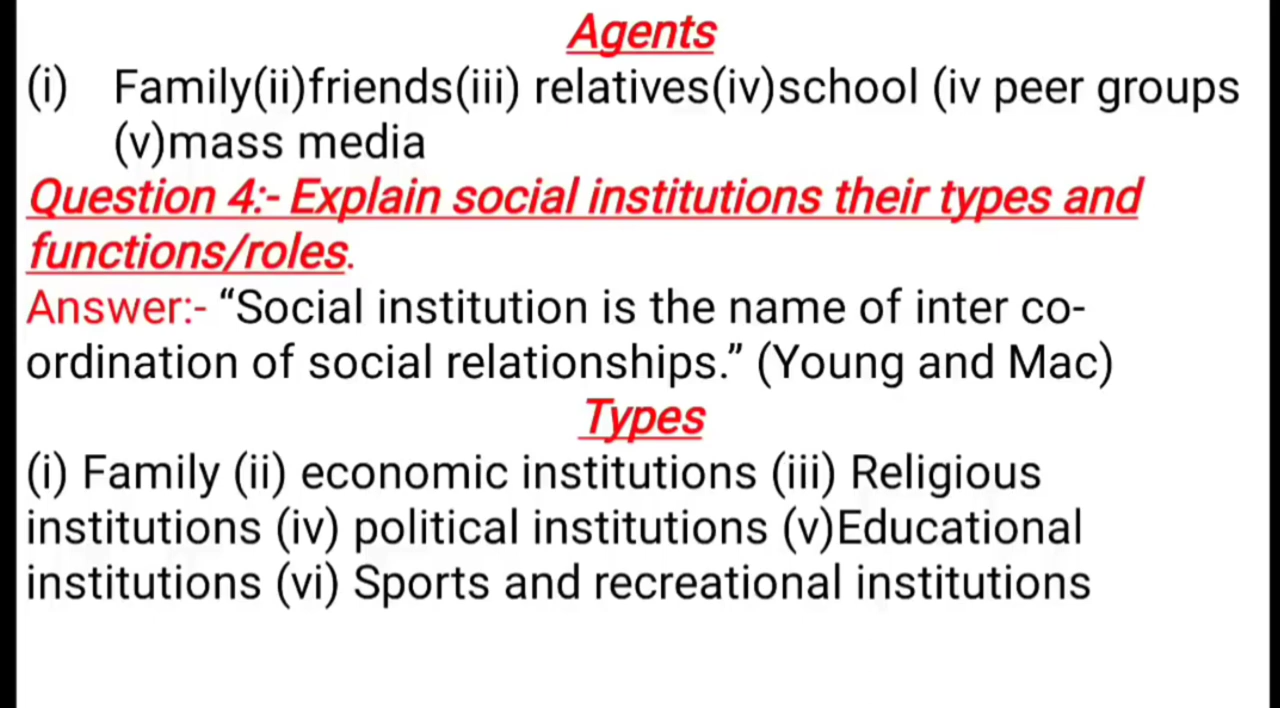 Agents
(i) Family(ii)friends(iii) relatives(iv)school (iv peer groups
(v)mass media
Question 4:- Explain social institutions their types and
functions/roles.
Answer:- “Social institution is the name of inter co-
ordination of social relationships.” (Young and Mac)
Types
(i) Family (ii) economic institutions (iii) Religious
institutions (iv) political institutions (v)Educational
institutions (vi) Sports and recreational institutions